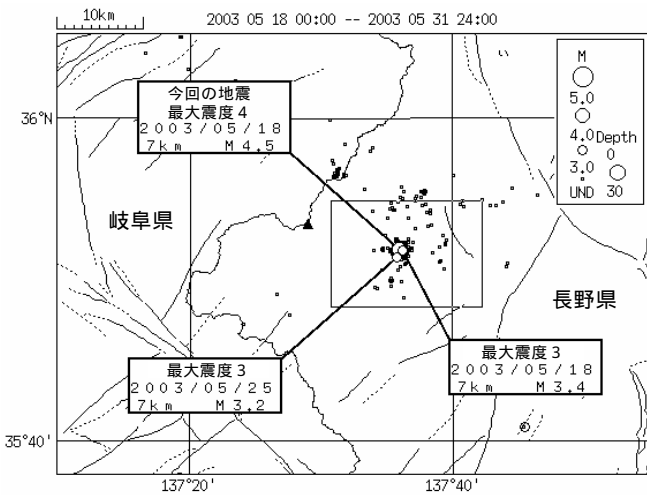 10km
2003 05 18 00:00 -- 2003 05 31 24:00
36°N
今回の地震
最大震度４
２００３／０５／１８
7km M 4.5
M
5.0
4.0 Depth
3.0 0
UND 30
岐阜県
長野県
最大震度３
２００３／０５／２５
7km M 3.2
最大震度３
２００３／０５／１８
7km M 3.4
35°40'
137°20'
137°40'